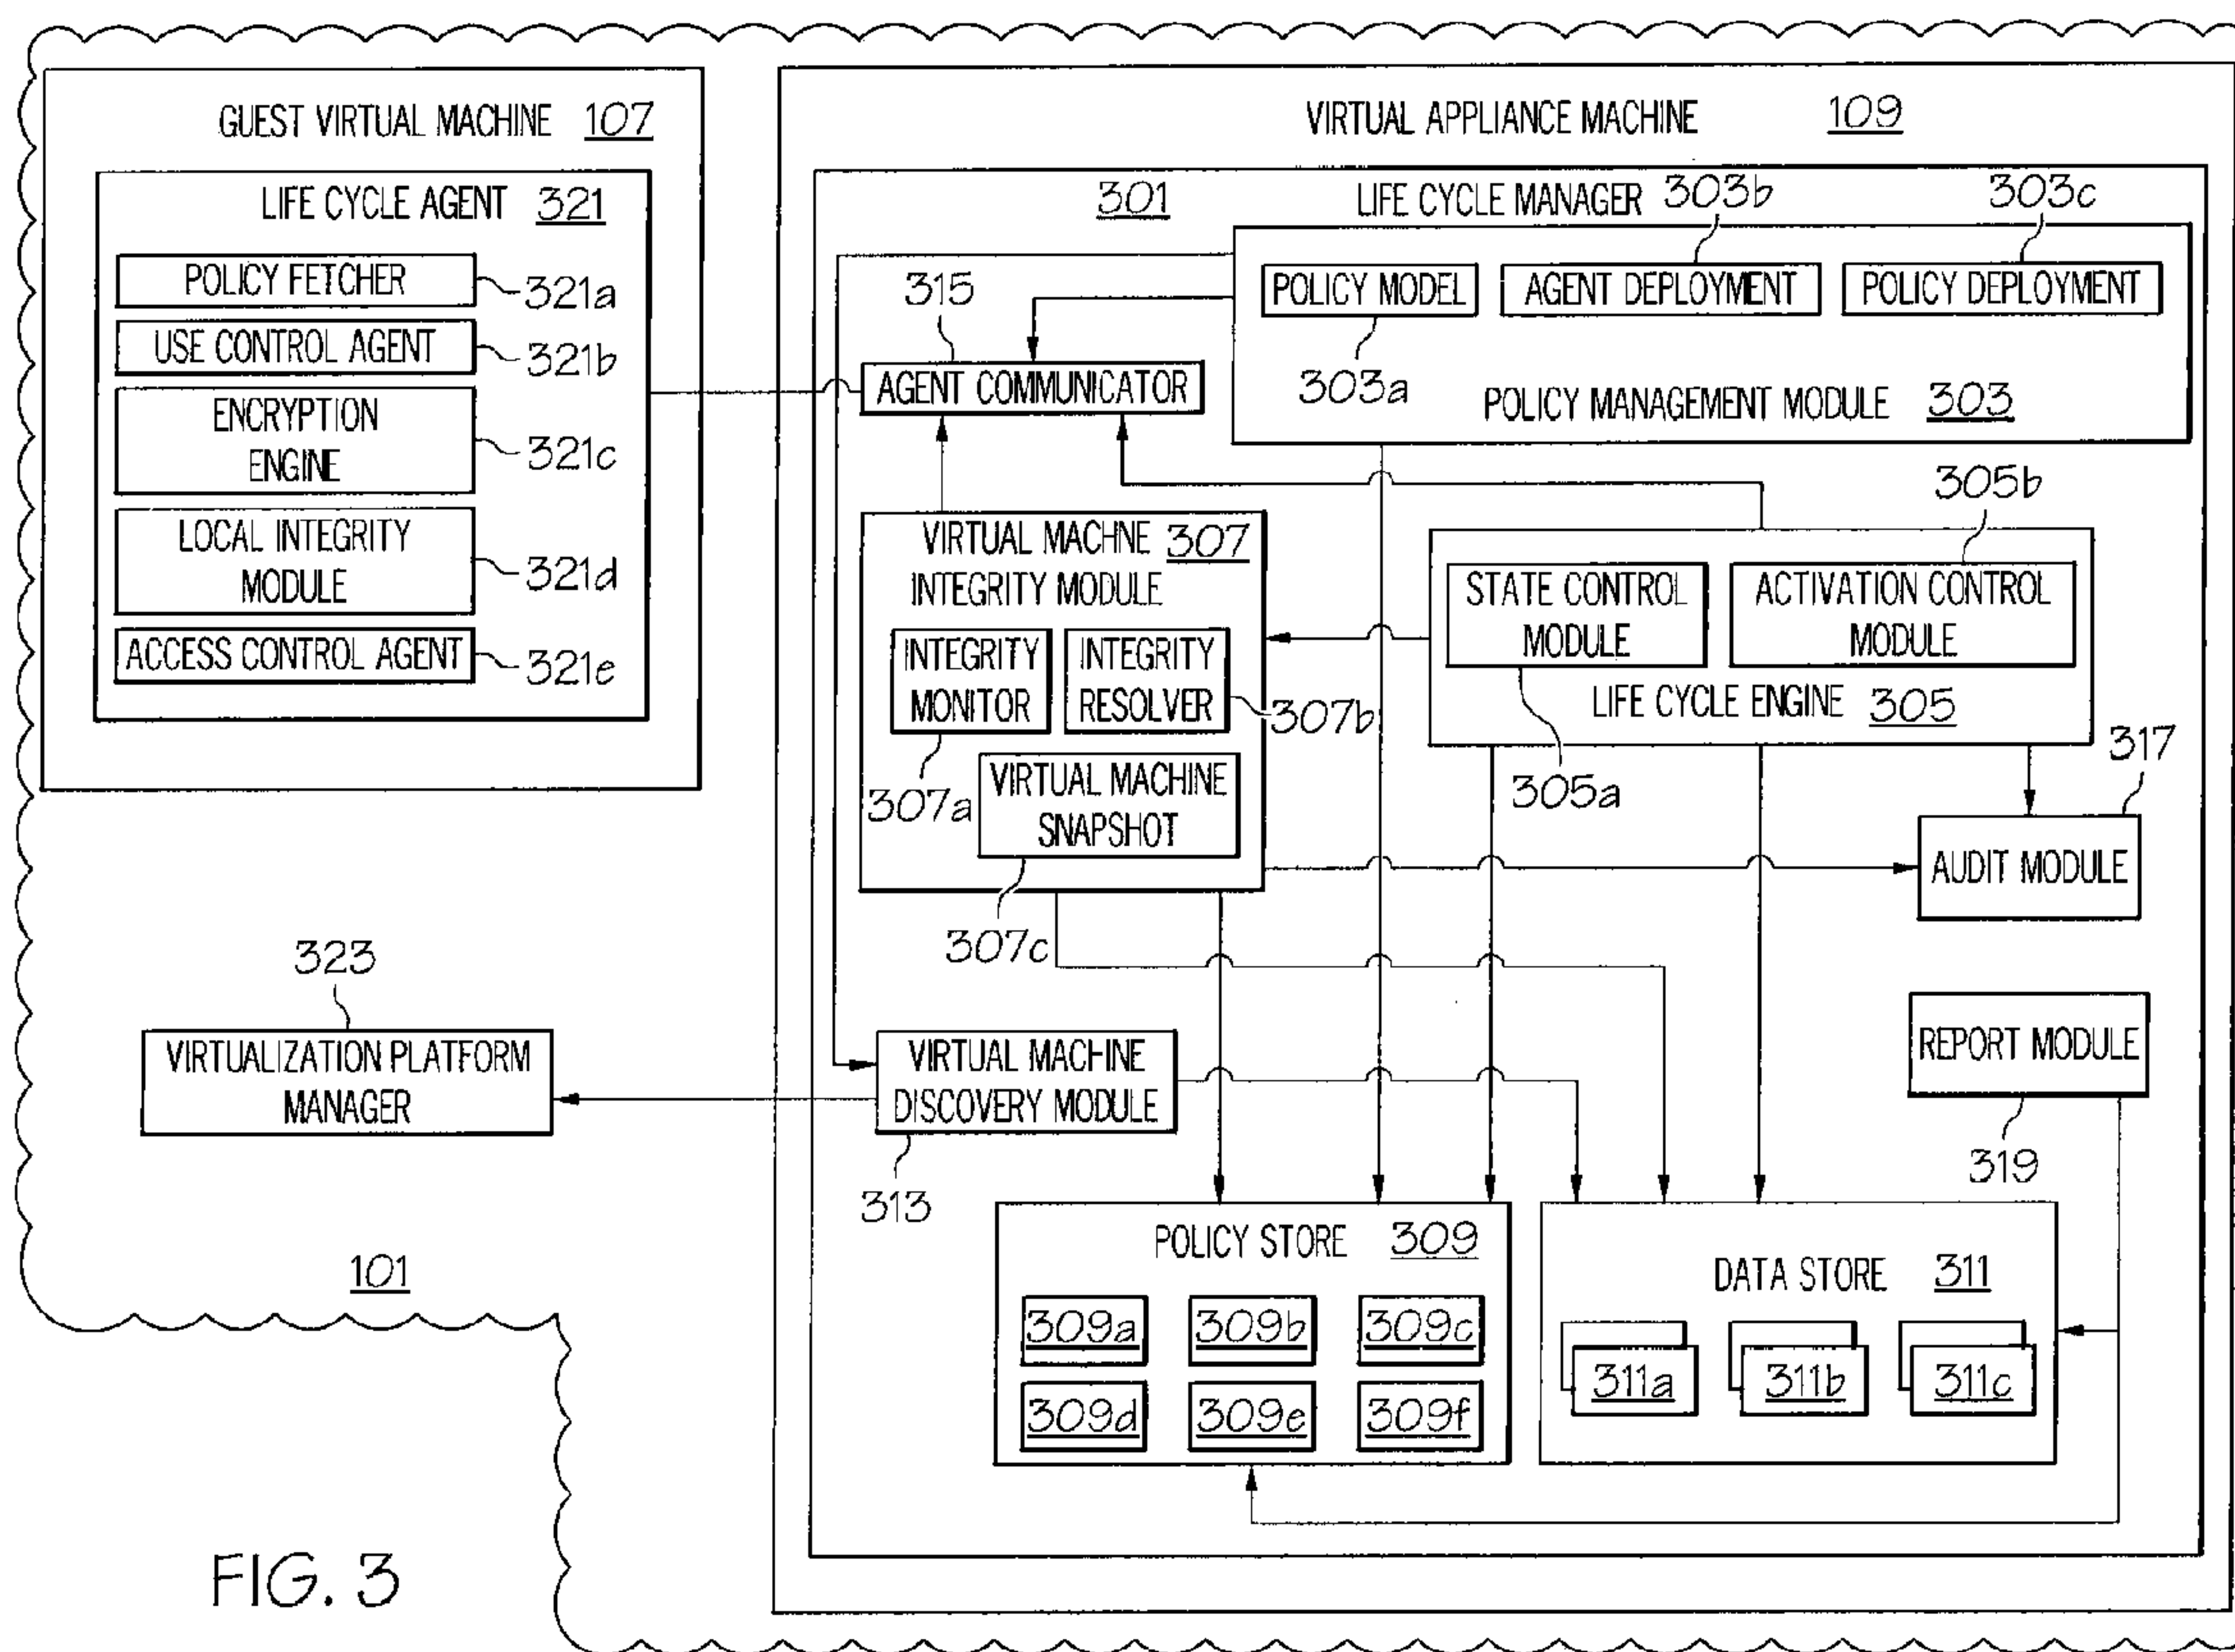 GUEST VIRTUAL MACHINE 107
LIFE CYCLE AGENT 321
POLICY FETCHER
321a
USE CONTROL AGENT
321b
ENCRYPTION
ENGINE
321c
LOCAL INTEGRITY
MODULE
321d
ACCESS CONTROL AGENT
321e
323
VIRTUALIZATION PLATFORM
MANAGER
101
FIG. 3
VIRTUAL APPLIANCE MACHINE 109
301
LIFE CYCLE MANAGER
303b
303c
POLICY MODEL
AGENT DEPLOYMENT
POLICY DEPLOYMENT
303a
POLICY MANAGEMENT MODULE 303
315
AGENT COMMUNICATOR
VIRTUAL MACHNE 307
INTEGRITY MODULE
INTEGRITY
MONITOR
INTEGRITY
RESOLVER
307a
307b
VIRTUAL MACHINE
SNAPSHOT
307c
305b
STATE CONTROL
MODULE
ACTIVATION CONTROL
MODULE
LIFE CYCLE ENGINE 305
305a
317
AUDIT MODULE
REPORT MODULE
319
VIRTUAL MACHINE
DISCOVERY MODULE
313
POLICY STORE 309
309a
309b
309c
309d
309e
309f
DATA STORE 311
311a
311b
311c